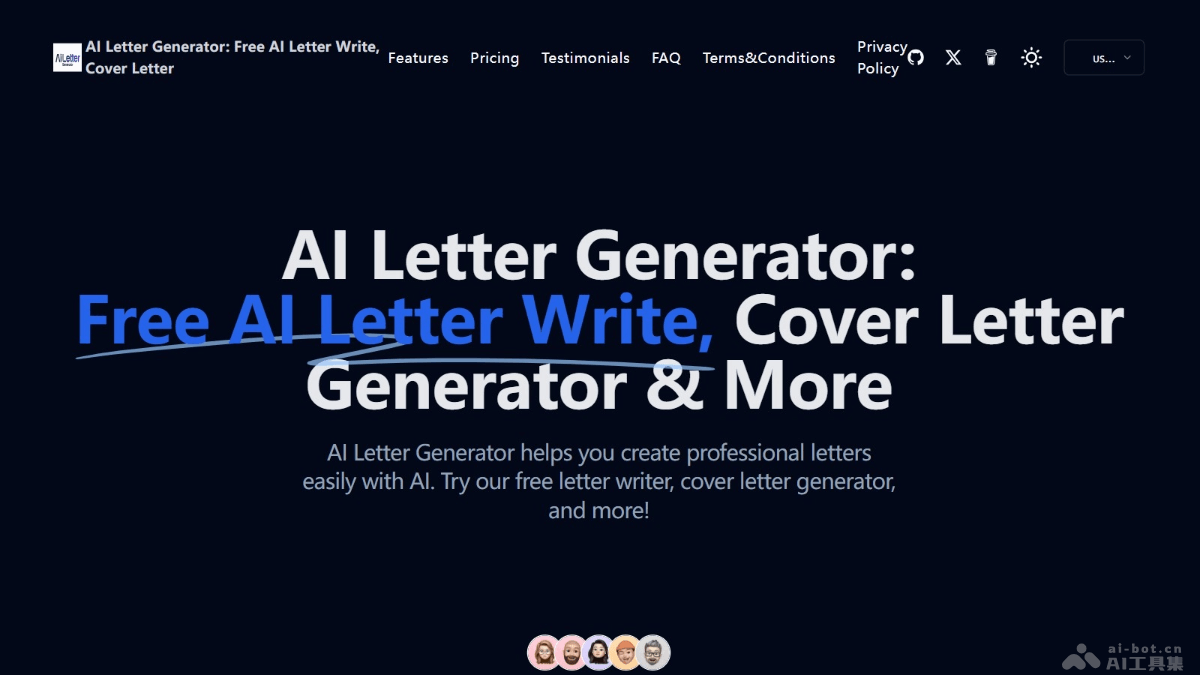 AI Letter Generator: Free AI Letter Write,
Cover Letter
Features
Pricing
Testimonials
FAQ
Terms&Conditions
Privacy
Policy
us...
AI Letter Generator:
Free AI Letter Write, Cover Letter
Generator & More
AI Letter Generator helps you create professional letters
easily with AI. Try our free letter writer, cover letter generator,
and more!
ai-bot.cn
AI工具集